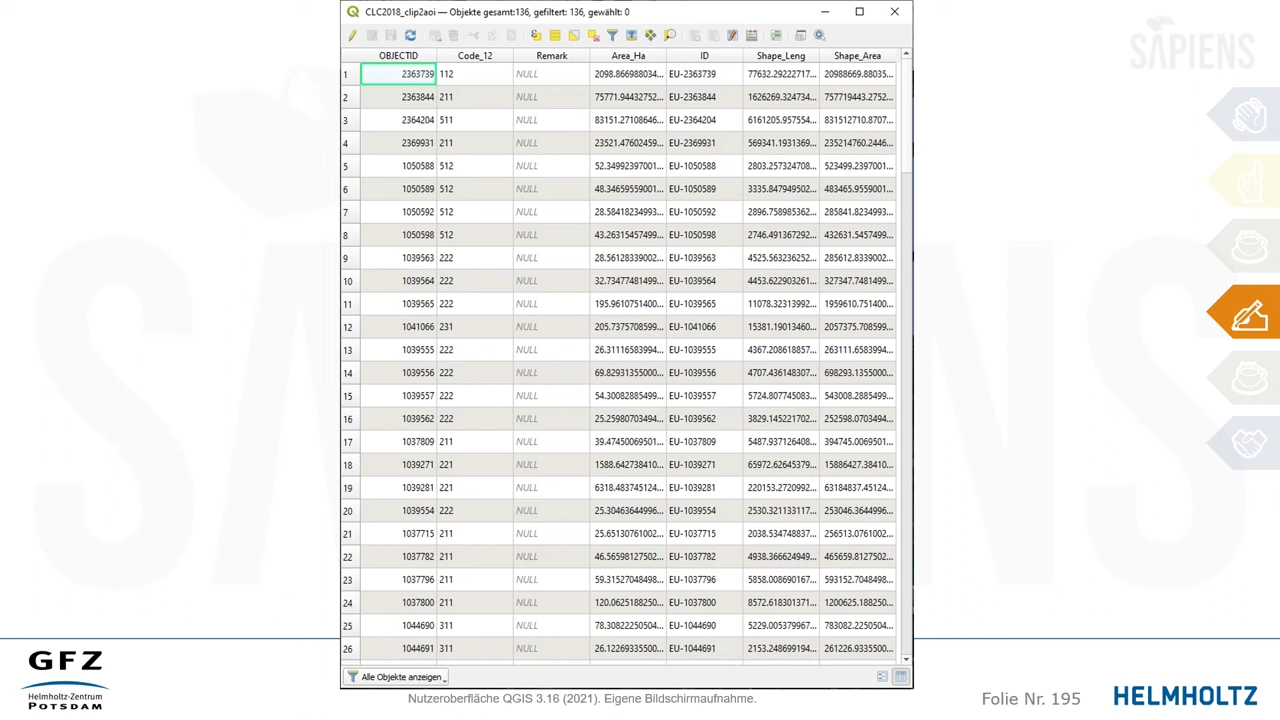 CLC2018_clip2aoi — Objekte gesamt:136, gefiltert: 136, gewählt: 0
SAPIENS
OBJECTID Code_12 Remark Area_Ha ID Shape_Leng Shape_Area
1 2363739 112 NULL 2098.866988034... EU-2363739 77632.29222717... 20988669.88035...
2 2363844 211 NULL 75771.94432752... EU-2363844 1626269.324734... 757719443.2752...
3 2364204 511 NULL 83151.27108646... EU-2364204 6161205.957554... 831512710.8707...
4 2369931 211 NULL 23521.47602459... EU-2369931 569341.1931369... 235214760.2446...
5 1050588 512 NULL 52.34992397001... EU-1050588 2803.257324708... 523499.2397001...
6 1050589 512 NULL 48.34659559001... EU-1050589 3335.847949502... 483465.9559001...
7 1050592 512 NULL 28.58418234993... EU-1050592 2896.758985362... 285841.8234993...
8 1050598 512 NULL 43.26315457499... EU-1050598 2746.491367292... 432631.5457499...
9 1039563 222 NULL 28.56128339002... EU-1039563 4525.563236252... 285612.8339002...
10 1039564 222 NULL 32.73477481499... EU-1039564 4453.622903261... 327347.7481499...
11 1039565 222 NULL 195.9610751400... EU-1039565 11078.32313992... 1959610.751400...
12 1041066 231 NULL 205.7375708599... EU-1041066 15381.19013460... 2057375.708599...
13 1039555 222 NULL 26.31116583994... EU-1039555 4367.208618857... 263111.6583994...
14 1039556 222 NULL 69.82931355000... EU-1039556 4707.436148307... 698293.1355000...
15 1039557 222 NULL 54.30082885499... EU-1039557 5724.807745083... 543008.2885499...
16 1039562 222 NULL 25.25980703494... EU-1039562 3829.145221702... 252598.0703494...
17 1037809 211 NULL 39.47450069501... EU-1037809 5487.937126408... 394745.0069501...
18 1039271 221 NULL 1588.642738410... EU-1039271 65972.62645379... 15886427.38410...
19 1039281 221 NULL 6318.483745124... EU-1039281 220153.2720992... 63184837.45124...
20 1039554 222 NULL 25.30463644996... EU-1039554 2530.321133117... 253046.3644996...
21 1037715 211 NULL 25.65130761002... EU-1037715 2038.534748837... 256513.0761002...
22 1037782 211 NULL 46.56598127502... EU-1037782 4938.366624949... 465659.8127502...
23 1037796 211 NULL 59.31527048498... EU-1037796 5858.008690167... 593152.7048498...
24 1037800 211 NULL 120.0625188250... EU-1037800 8572.618301371... 1200625.188250...
25 1044690 311 NULL 78.30822250504... EU-1044690 5229.005379967... 783082.2250504...
26 1044691 311 NULL 26.12269335500... EU-1044691 2153.248699194... 261226.9335500...
Alle Objekte anzeigen
GFZ
Helmholtz-Zentrum
POTSDAM
Nutzeroberfläche QGIS 3.16 (2021). Eigene Bildschirmaufnahme.
Folie Nr. 195
HELMHOLTZ
SAPIENS